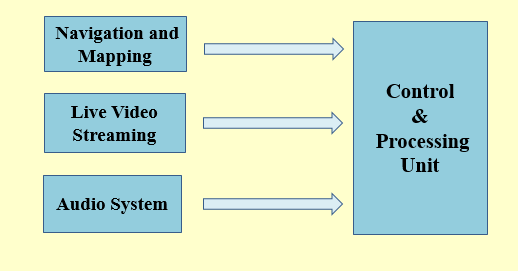 Navigation and
Mapping
Live Video
Streaming
Audio System
Control
&
Processing
Unit